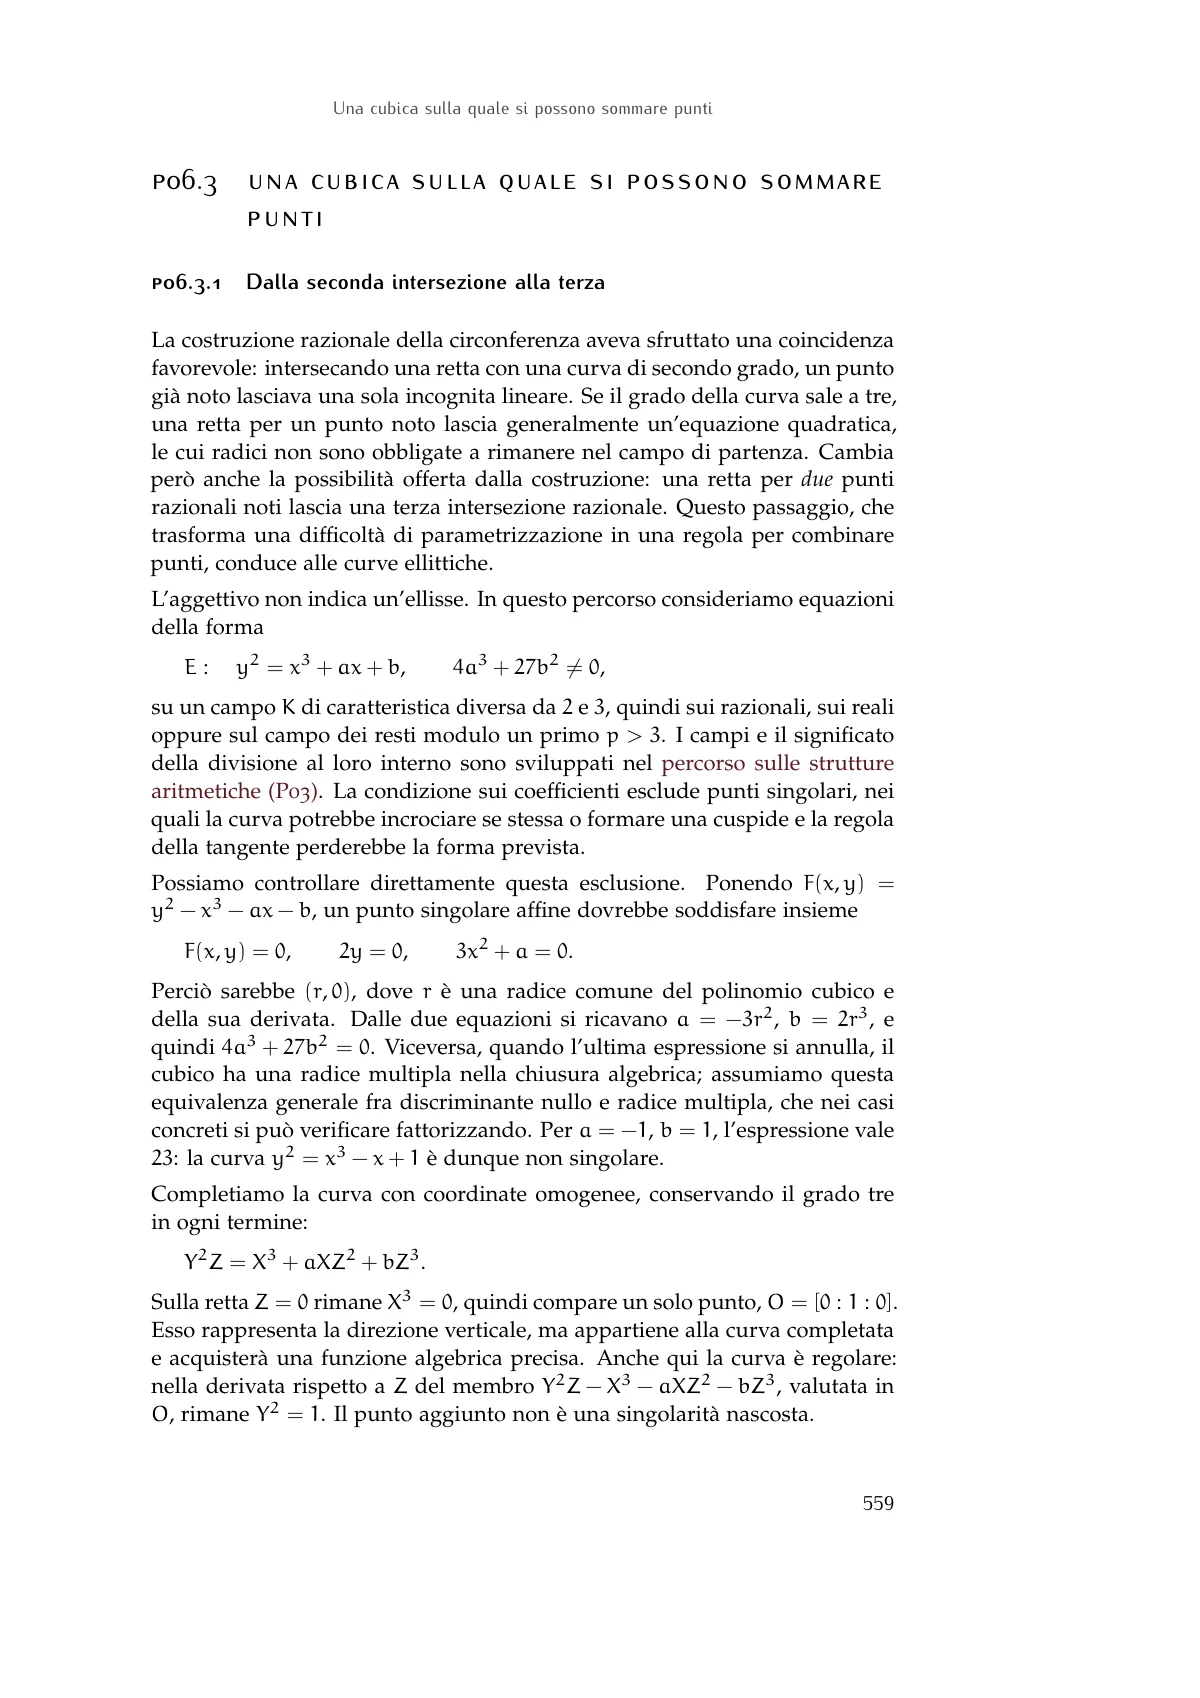 Una cubica sulla quale si possono sommare punti
P06.3 UNA CUBICA SULLA QUALE SI POSSONO SOMMARE
PUNTI
P06.3.1 Dalla seconda intersezione alla terza
La costruzione razionale della circonferenza aveva sfruttato una coincidenza
favorevole: intersecando una retta con una curva di secondo grado, un punto
già noto lasciava una sola incognita lineare. Se il grado della curva sale a tre,
una retta per un punto noto lascia generalmente un'equazione quadratica,
le cui radici non sono obbligate a rimanere nel campo di partenza. Cambia
però anche la possibilità offerta dalla costruzione: una retta per due punti
razionali noti lascia una terza intersezione razionale. Questo passaggio, che
trasforma una difficoltà di parametrizzazione in una regola per combinare
punti, conduce alle curve ellittiche.
L'aggettivo non indica un'ellisse. In questo percorso consideriamo equazioni
della forma
E : y² = x³ + ax + b, 4a³ + 27b² ≠ 0,
su un campo K di caratteristica diversa da 2 e 3, quindi sui razionali, sui reali
oppure sul campo dei resti modulo un primo p > 3. I campi e il significato
della divisione al loro interno sono sviluppati nel percorso sulle strutture
aritmetiche (P03). La condizione sui coefficienti esclude punti singolari, nei
quali la curva potrebbe incrociare se stessa o formare una cuspide e la regola
della tangente perderebbe la forma prevista.
Possiamo controllare direttamente questa esclusione. Ponendo F(x, y) =
y² − x³ − ax − b, un punto singolare affine dovrebbe soddisfare insieme
F(x, y) = 0, 2y = 0, 3x² + a = 0.
Perciò sarebbe (r, 0), dove r è una radice comune del polinomio cubico e
della sua derivata. Dalle due equazioni si ricavano a = −3r², b = 2r³, e
quindi 4a³ + 27b² = 0. Viceversa, quando l'ultima espressione si annulla, il
cubico ha una radice multipla nella chiusura algebrica; assumiamo questa
equivalenza generale fra discriminante nullo e radice multipla, che nei casi
concreti si può verificare fattorizzando. Per a = −1, b = 1, l'espressione vale
23: la curva y² = x³ − x + 1 è dunque non singolare.
Completiamo la curva con coordinate omogenee, conservando il grado tre
in ogni termine:
Y²Z = X³ + aXZ² + bZ³.
Sulla retta Z = 0 rimane X³ = 0, quindi compare un solo punto, O = [0 : 1 : 0].
Esso rappresenta la direzione verticale, ma appartiene alla curva completata
e acquisterà una funzione algebrica precisa. Anche qui la curva è regolare:
nella derivata rispetto a Z del membro Y²Z − X³ − aXZ² − bZ³, valutata in
O, rimane Y² = 1. Il punto aggiunto non è una singolarità nascosta.
559